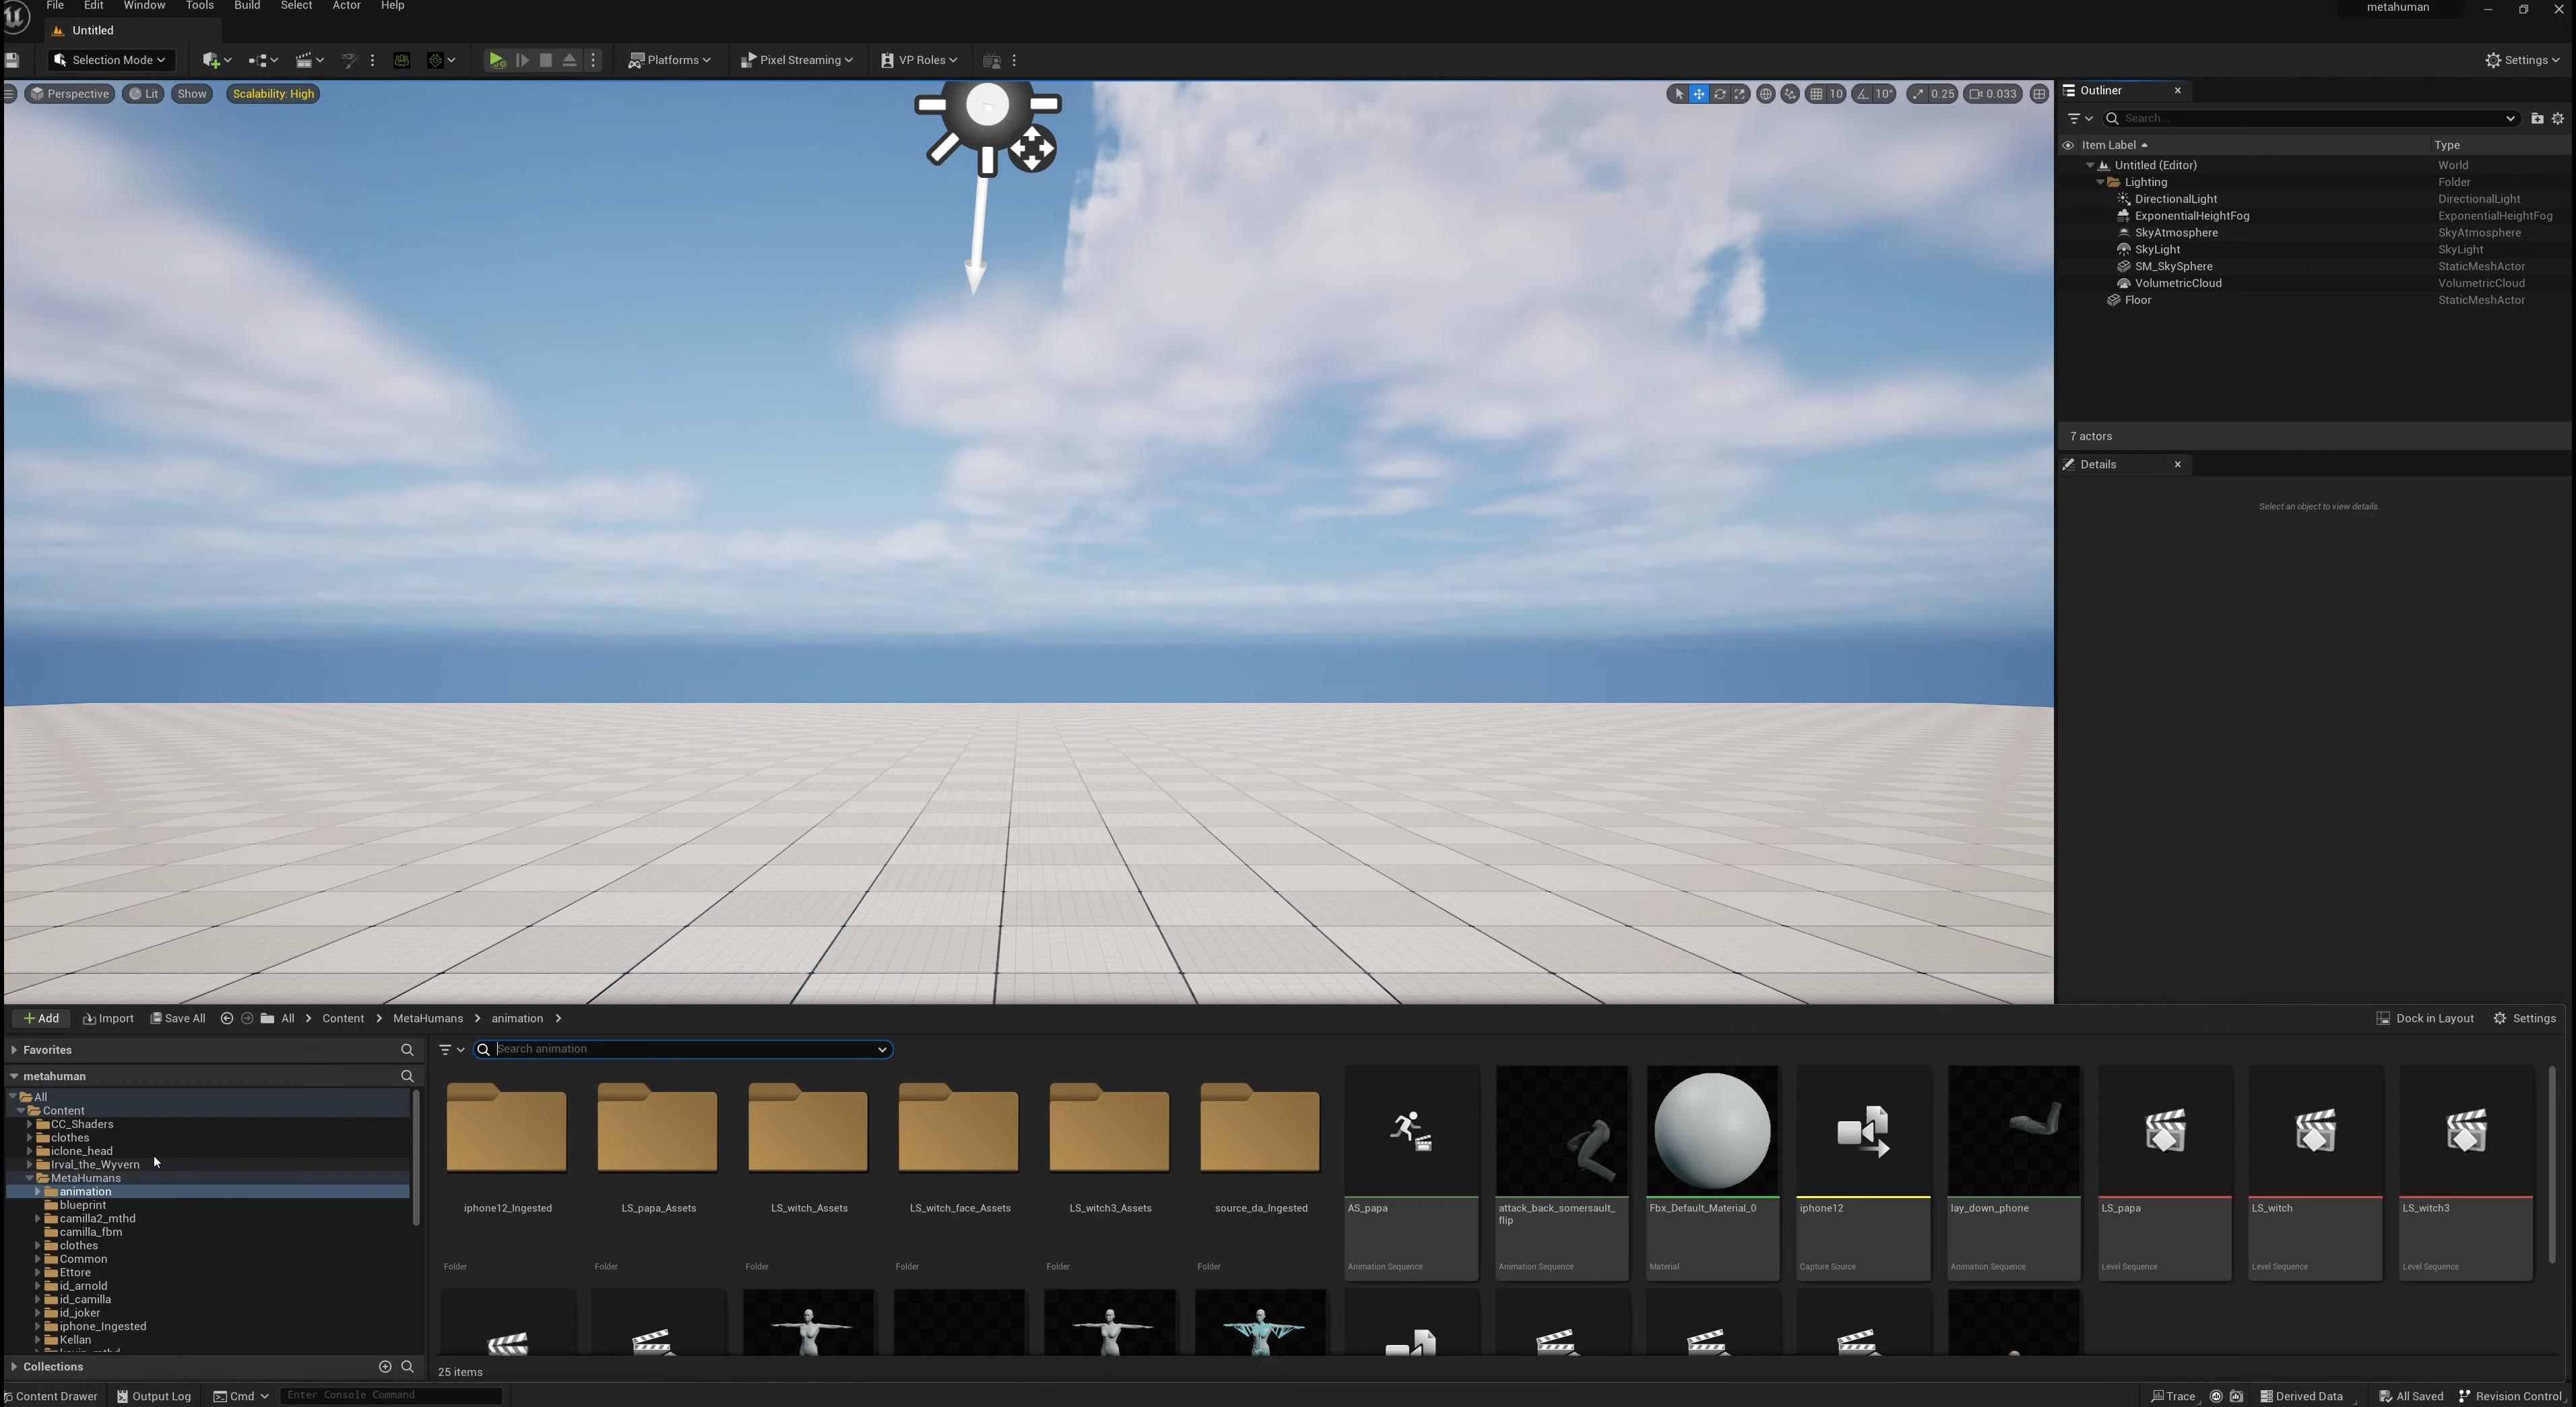 File Edit Window Tools Build Select Actor Help
metahuman
Untitled
Selection Mode
Platforms
Pixel Streaming
VP Roles
Settings
Perspective
Lit
Show
Scalability: High
10
10°
0.25
0.033
Outliner
Search...
Item Label
Type
Untitled (Editor) World
Lighting Folder
DirectionalLight DirectionalLight
ExponentialHeightFog ExponentialHeightFog
SkyAtmosphere SkyAtmosphere
SkyLight SkyLight
SM_SkySphere StaticMeshActor
VolumetricCloud VolumetricCloud
Floor StaticMeshActor
7 actors
Details
Select an object to view details.
Add
Import
Save All
All
Content
MetaHumans
animation
Dock in Layout
Settings
Favorites
metahuman
All
Content
CC_Shaders
clothes
iclone_head
Irval_the_Wyvern
MetaHumans
animation
blueprint
camilla2_mthd
camilla_fbm
clothes
Common
Ettore
id_arnold
id_camilla
id_joker
iphone_Ingested
Kellan
Collections
Search animation
iphone12_Ingested
Folder
LS_papa_Assets
Folder
LS_witch_Assets
Folder
LS_witch_face_Assets
Folder
LS_witch3_Assets
Folder
source_da_Ingested
Folder
AS_papa
Animation Sequence
attack_back_somersault_
flip
Animation Sequence
Fbx_Default_Material_0
Material
iphone12
Capture Source
lay_down_phone
Animation Sequence
LS_papa
Level Sequence
LS_witch
Level Sequence
LS_witch3
Level Sequence
25 items
Content Drawer
Output Log
Cmd
Enter Console Command
Trace
Derived Data
All Saved
Revision Control